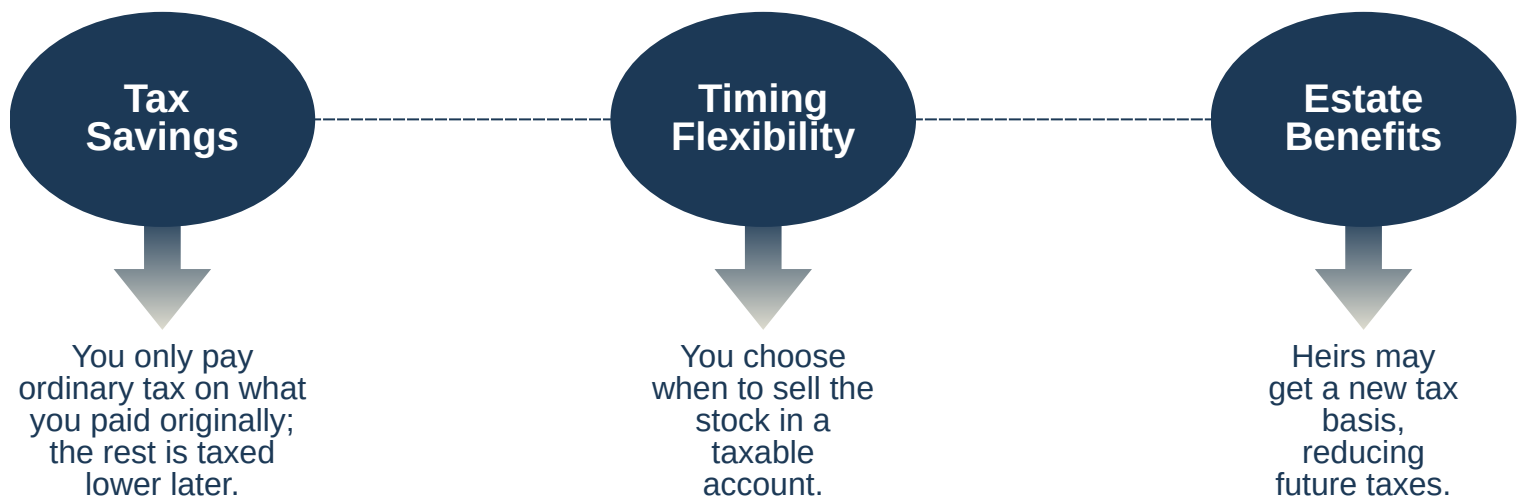 Tax
Savings
Timing
Flexibility
Estate
Benefits
You only pay
ordinary tax on what
you paid originally;
the rest is taxed
lower later.
You choose
when to sell the
stock in a
taxable
account.
Heirs may
get a new tax
basis,
reducing
future taxes.